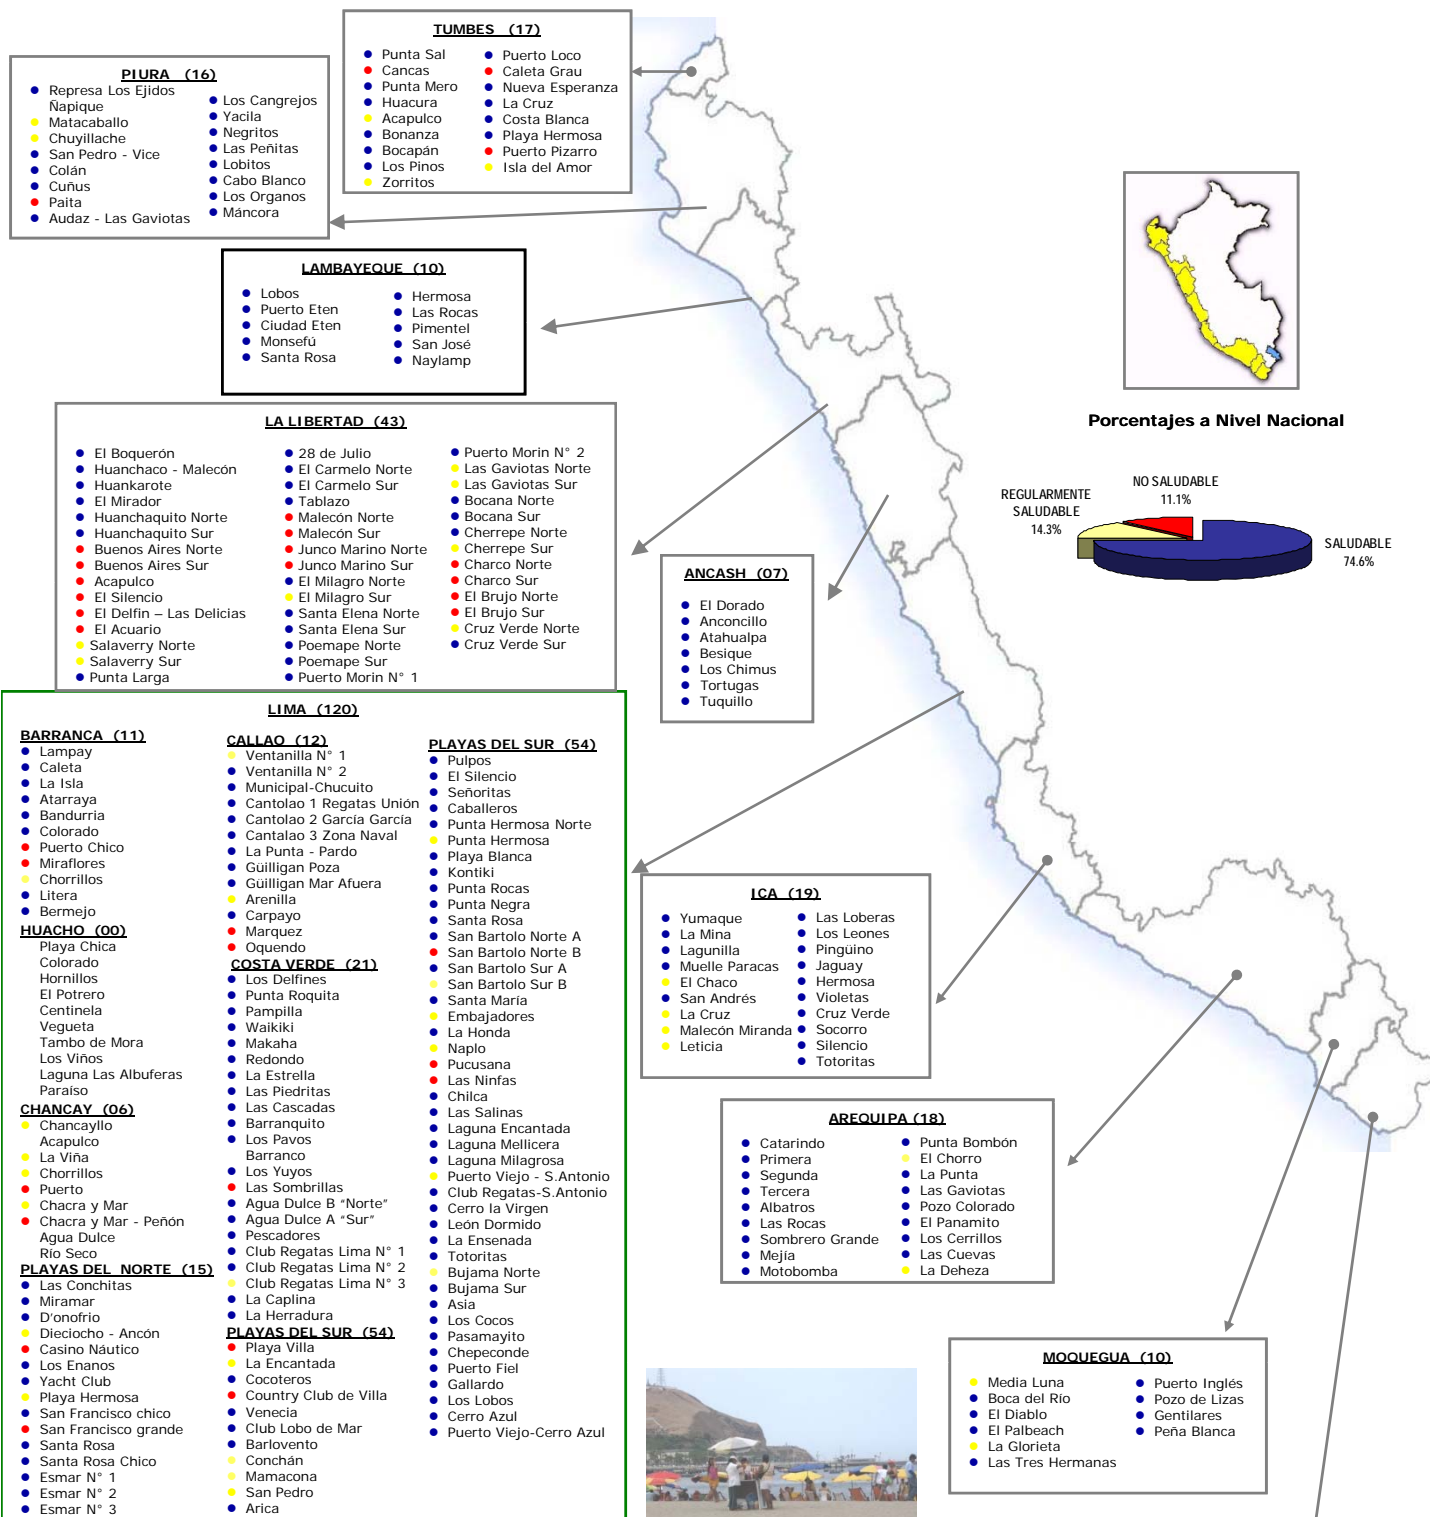 TUMBES (17)
Punta Sal
Cancas
Punta Mero
Huacura
Acapulco
Bonanza
Bocapán
Los Pinos
Zorritos
Puerto Loco
Caleta Grau
Nueva Esperanza
La Cruz
Costa Blanca
Playa Hermosa
Puerto Pizarro
Isla del Amor
PIURA (16)
Represa Los Ejidos
Ñapique
Matacaballo
Chuyillache
San Pedro - Vice
Colán
Cuñus
Paita
Audaz - Las Gaviotas
Los Cangrejos
Yacila
Negritos
Las Peñitas
Lobitos
Cabo Blanco
Los Organos
Máncora
LAMBAYEQUE (10)
Lobos
Puerto Eten
Ciudad Eten
Monsefú
Santa Rosa
Hermosa
Las Rocas
Pimentel
San José
Naylamp
LA LIBERTAD (43)
El Boquerón
Huanchaco - Malecón
Huankarote
El Mirador
Huanchaquito Norte
Huanchaquito Sur
Buenos Aires Norte
Buenos Aires Sur
Acapulco
El Silencio
El Delfin – Las Delicias
El Acuario
Salaverry Norte
Salaverry Sur
Punta Larga
28 de Julio
El Carmelo Norte
El Carmelo Sur
Tablazo
Malecón Norte
Malecón Sur
Junco Marino Norte
Junco Marino Sur
El Milagro Norte
El Milagro Sur
Santa Elena Norte
Santa Elena Sur
Poemape Norte
Poemape Sur
Puerto Morin N° 1
Puerto Morin N° 2
Las Gaviotas Norte
Las Gaviotas Sur
Bocana Norte
Bocana Sur
Cherrepe Norte
Cherrepe Sur
Charco Norte
Charco Sur
El Brujo Norte
El Brujo Sur
Cruz Verde Norte
Cruz Verde Sur
Porcentajes a Nivel Nacional
REGULARMENTE
SALUDABLE
14.3%
NO SALUDABLE
11.1%
SALUDABLE
74.6%
ANCASH (07)
El Dorado
Anconcillo
Atahualpa
Besique
Los Chimus
Tortugas
Tuquillo
LIMA (120)
BARRANCA (11)
Lampay
Caleta
La Isla
Atarraya
Bandurria
Colorado
Puerto Chico
Miraflores
Chorrillos
Litera
Bermejo
HUACHO (00)
Playa Chica
Colorado
Hornillos
El Potrero
Centinela
Vegueta
Tambo de Mora
Los Viños
Laguna Las Albuferas
Paraíso
CHANCAY (06)
Chancayllo
Acapulco
La Viña
Chorrillos
Puerto
Chacra y Mar
Chacra y Mar - Peñón
Agua Dulce
Río Seco
PLAYAS DEL NORTE (15)
Las Conchitas
Miramar
D'onofrio
Dieciocho - Ancón
Casino Náutico
Los Enanos
Yacht Club
Playa Hermosa
San Francisco chico
San Francisco grande
Santa Rosa
Santa Rosa Chico
Esmar N° 1
Esmar N° 2
Esmar N° 3
CALLAO (12)
Ventanilla N° 1
Ventanilla N° 2
Municipal-Chucuito
Cantolao 1 Regatas Unión
Cantolao 2 García García
Cantalao 3 Zona Naval
La Punta - Pardo
Güilligan Poza
Güilligan Mar Afuera
Arenilla
Carpayo
Marquez
Oquendo
COSTA VERDE (21)
Los Delfines
Punta Roquita
Pampilla
Waikiki
Makaha
Redondo
La Estrella
Las Piedritas
Las Cascadas
Barranquito
Los Pavos
Barranco
Los Yuyos
Las Sombrillas
Agua Dulce B "Norte"
Agua Dulce A "Sur"
Pescadores
Club Regatas Lima N° 1
Club Regatas Lima N° 2
Club Regatas Lima N° 3
La Caplina
La Herradura
PLAYAS DEL SUR (54)
Playa Villa
La Encantada
Cocoteros
Country Club de Villa
Venecia
Club Lobo de Mar
Barlovento
Conchán
Mamacona
San Pedro
Arica
PLAYAS DEL SUR (54)
Pulpos
El Silencio
Señoritas
Caballeros
Punta Hermosa Norte
Punta Hermosa
Playa Blanca
Kontiki
Punta Rocas
Punta Negra
Santa Rosa
San Bartolo Norte A
San Bartolo Norte B
San Bartolo Sur A
San Bartolo Sur B
Santa María
Embajadores
La Honda
Naplo
Pucusana
Las Ninfas
Chilca
Las Salinas
Laguna Encantada
Laguna Mellicera
Laguna Milagrosa
Puerto Viejo - S.Antonio
Club Regatas-S.Antonio
Cerro la Virgen
León Dormido
La Ensenada
Totoritas
Bujama Norte
Bujama Sur
Asia
Los Cocos
Pasamayito
Chepeconde
Puerto Fiel
Gallardo
Los Lobos
Cerro Azul
Puerto Viejo-Cerro Azul
ICA (19)
Yumaque
La Mina
Lagunilla
Muelle Paracas
El Chaco
San Andrés
La Cruz
Malecón Miranda
Leticia
Las Loberas
Los Leones
Pingüino
Jaguay
Hermosa
Violetas
Cruz Verde
Socorro
Silencio
Totoritas
AREQUIPA (18)
Catarindo
Primera
Segunda
Tercera
Albatros
Las Rocas
Sombrero Grande
Mejía
Motobomba
Punta Bombón
El Chorro
La Punta
Las Gaviotas
Pozo Colorado
El Panamito
Los Cerrillos
Las Cuevas
La Deheza
MOQUEGUA (10)
Media Luna
Boca del Río
El Diablo
El Palbeach
La Glorieta
Las Tres Hermanas
Puerto Inglés
Pozo de Lizas
Gentilares
Peña Blanca